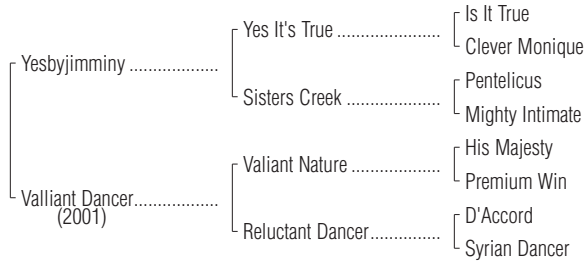 Is It True
Yes It's True ....................
Clever Monique
Yesbyjimminy .................
Pentelicus
Sisters Creek ..................
Mighty Intimate
His Majesty
Valiant Nature ..................
Premium Win
Valliant Dancer................
(2001)
D'Accord
Reluctant Dancer.............
Syrian Dancer